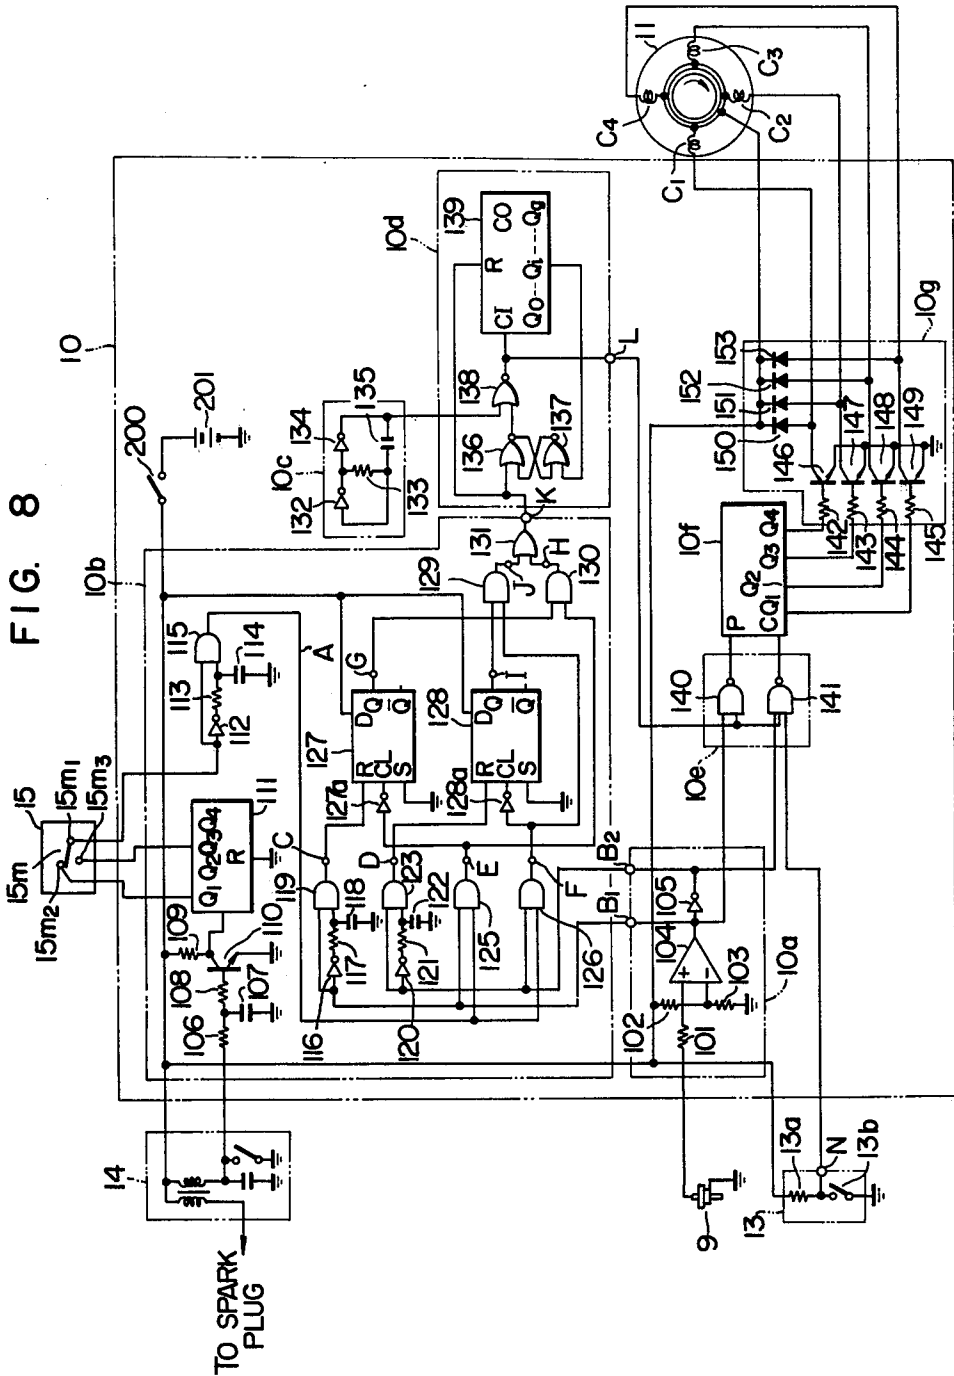 FIG. 8
10
10b
200
201
15
15m
15m1
15m2
15m3
Q1 Q2 Q3 Q4
R
111
109
108
110
107
106
14
TO SPARK
PLUG
112
113
114
115
A
116
117
118
119
C
120
121
122
123
D
125
E
126
F
127
127a
R
CL
S
D
Q
Q̅
G
128
128a
R
CL
S
D
Q
Q̅
I
129
J
130
H
131
K
10c
132
133
134
135
10d
136
137
138
139
CI
R
CO
Q0---Qi---Qg
L
B1
B2
10a
101
102
103
104
105
9
13
13a
13b
N
10e
140
141
10f
P
C
Q1
Q2
Q3
Q4
10g
142
143
144
145
146
147
148
149
150
151
152
153
11
C1
C2
C3
C4